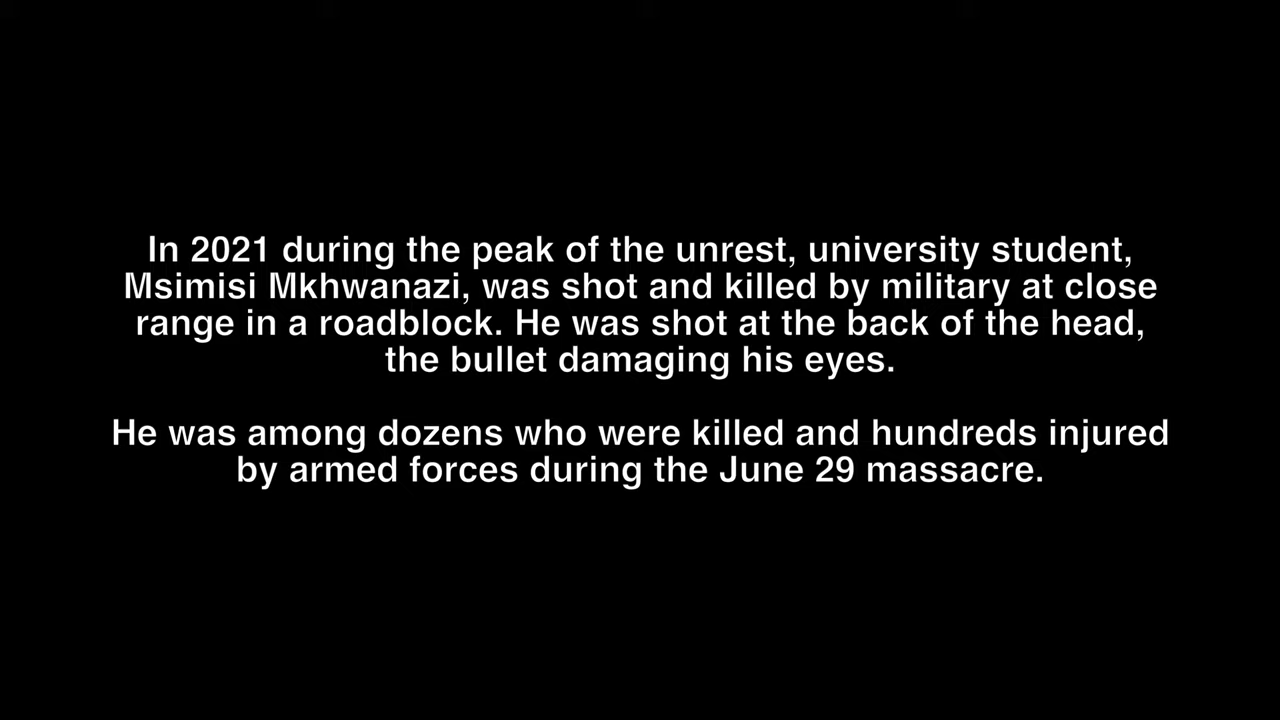 In 2021 during the peak of the unrest, university student,
Msimisi Mkhwanazi, was shot and killed by military at close
range in a roadblock. He was shot at the back of the head,
the bullet damaging his eyes.
He was among dozens who were killed and hundreds injured
by armed forces during the June 29 massacre.